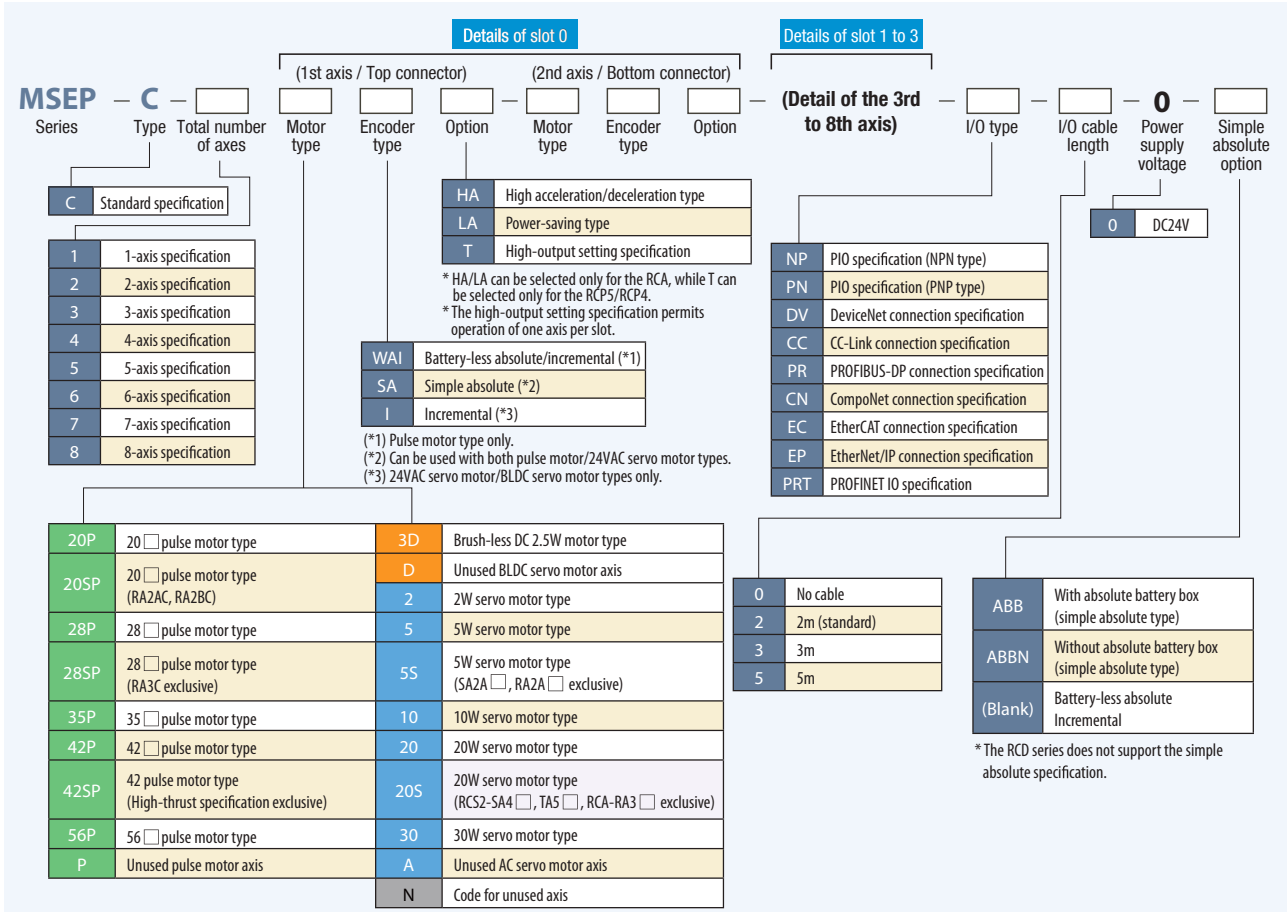 Details of slot 0
Details of slot 1 to 3
(1st axis / Top connector)
(2nd axis / Bottom connector)
MSEP – C – – – (Detail of the 3rd to 8th axis) – – – 0 –
Series
Type
Total number of axes
Motor type
Encoder type
Option
Motor type
Encoder type
Option
I/O type
I/O cable length
Power supply voltage
Simple absolute option
C Standard specification
1 1-axis specification
2 2-axis specification
3 3-axis specification
4 4-axis specification
5 5-axis specification
6 6-axis specification
7 7-axis specification
8 8-axis specification
HA High acceleration/deceleration type
LA Power-saving type
T High-output setting specification
* HA/LA can be selected only for the RCA, while T can
be selected only for the RCP5/RCP4.
* The high-output setting specification permits
operation of one axis per slot.
WAI Battery-less absolute/incremental (*1)
SA Simple absolute (*2)
I Incremental (*3)
(*1) Pulse motor type only.
(*2) Can be used with both pulse motor/24VAC servo motor types.
(*3) 24VAC servo motor/BLDC servo motor types only.
0 DC24V
NP PIO specification (NPN type)
PN PIO specification (PNP type)
DV DeviceNet connection specification
CC CC-Link connection specification
PR PROFIBUS-DP connection specification
CN CompoNet connection specification
EC EtherCAT connection specification
EP EtherNet/IP connection specification
PRT PROFINET IO specification
20P 20 □ pulse motor type
20SP 20 □ pulse motor type
(RA2AC, RA2BC)
28P 28 □ pulse motor type
28SP 28 □ pulse motor type
(RA3C exclusive)
35P 35 □ pulse motor type
42P 42 □ pulse motor type
42SP 42 pulse motor type
(High-thrust specification exclusive)
56P 56 □ pulse motor type
P Unused pulse motor axis
3D Brush-less DC 2.5W motor type
D Unused BLDC servo motor axis
2 2W servo motor type
5 5W servo motor type
5S 5W servo motor type
(SA2A □ , RA2A □ exclusive)
10 10W servo motor type
20 20W servo motor type
20S 20W servo motor type
(RCS2-SA4 □ , TA5 □ , RCA-RA3 □ exclusive)
30 30W servo motor type
A Unused AC servo motor axis
N Code for unused axis
0 No cable
2 2m (standard)
3 3m
5 5m
ABB With absolute battery box
(simple absolute type)
ABBN Without absolute battery box
(simple absolute type)
(Blank) Battery-less absolute
Incremental
* The RCD series does not support the simple
absolute specification.